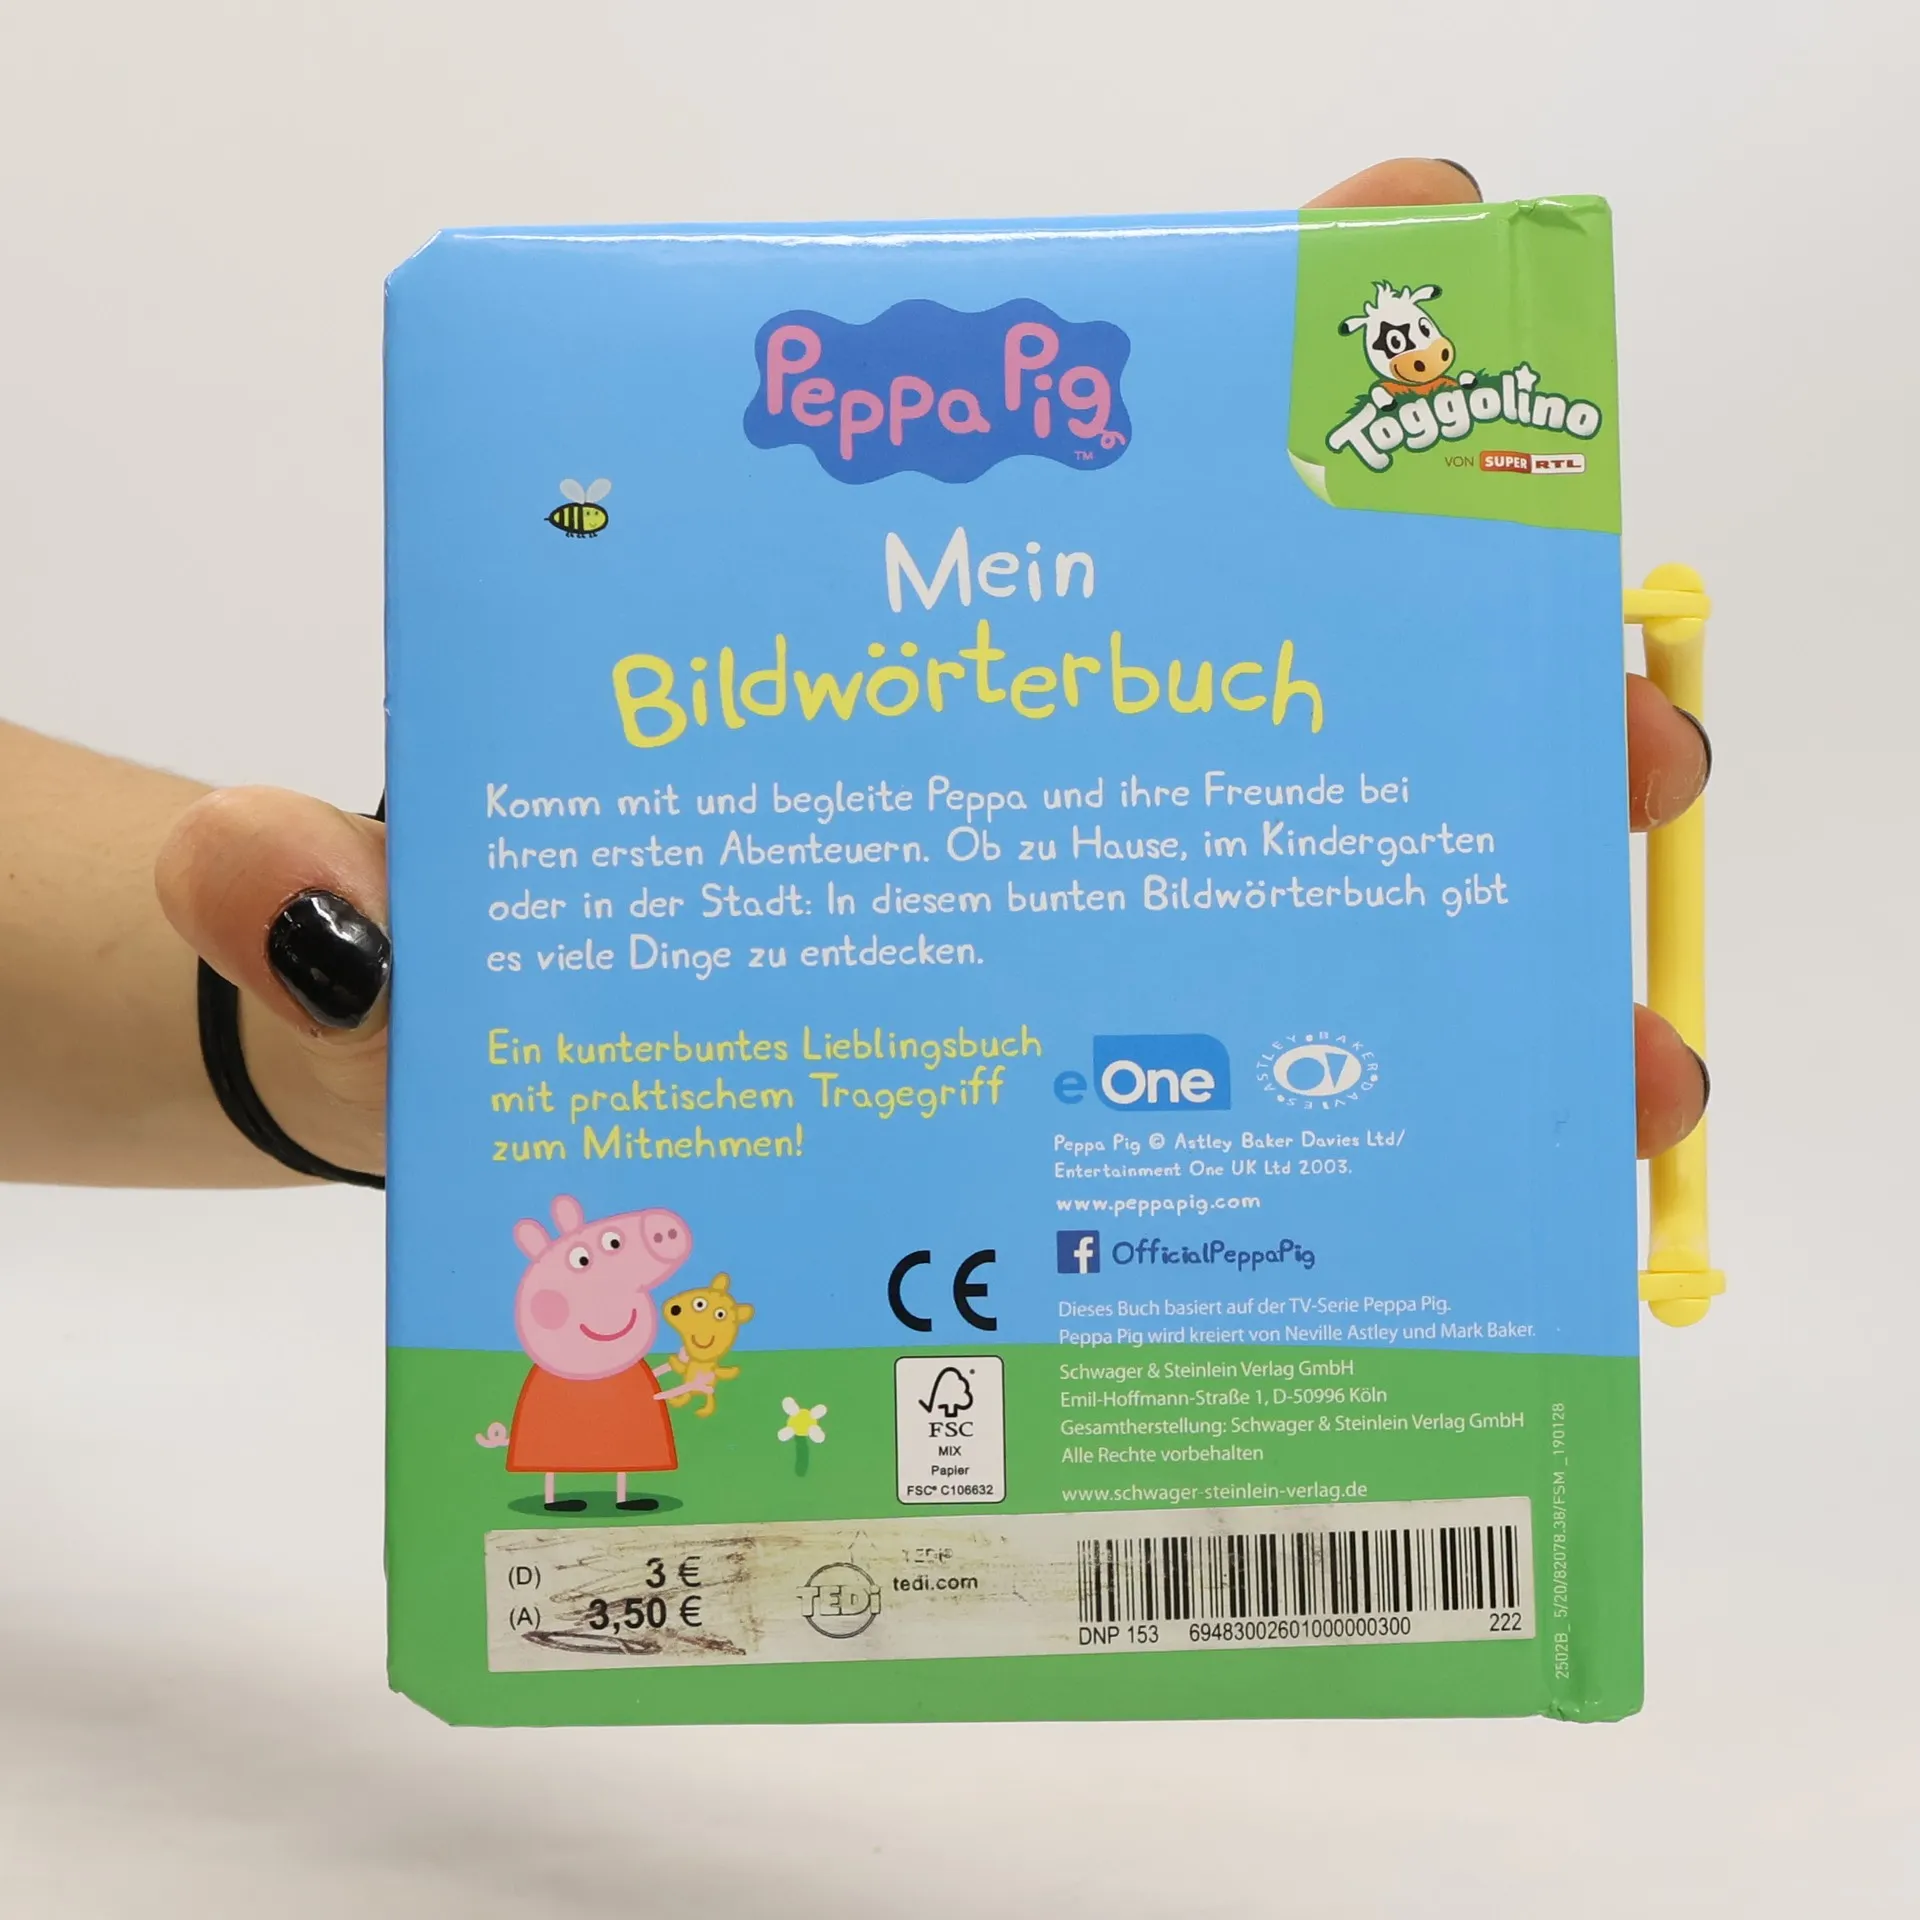 Peppa Pig
TM
Toggolino
VON SUPER RTL
Mein
Bildwörterbuch
Komm mit und begleite Peppa und ihre Freunde bei
ihren ersten Abenteuern. Ob zu Hause, im Kindergarten
oder in der Stadt: In diesem bunten Bildwörterbuch gibt
es viele Dinge zu entdecken.
Ein kunterbuntes Lieblingsbuch
mit praktischem Tragegriff
zum Mitnehmen!
eOne
ASTLEY BAKER DAVIES
Peppa Pig © Astley Baker Davies Ltd/
Entertainment One UK Ltd 2003.
www.peppapig.com
f OfficialPeppaPig
CE
Dieses Buch basiert auf der TV-Serie Peppa Pig.
Peppa Pig wird kreiert von Neville Astley und Mark Baker.
Schwager & Steinlein Verlag GmbH
Emil-Hoffmann-Straße 1, D-50996 Köln
Gesamtherstellung: Schwager & Steinlein Verlag GmbH
Alle Rechte vorbehalten
www.schwager-steinlein-verlag.de
FSC
MIX
Papier
FSC® C106632
(D) 3 €
(A) 3,50 €
TEDi
tedi.com
DNP 153 69483002601000000300 222
2502B_ 5/20/82078.38/FSM _190128